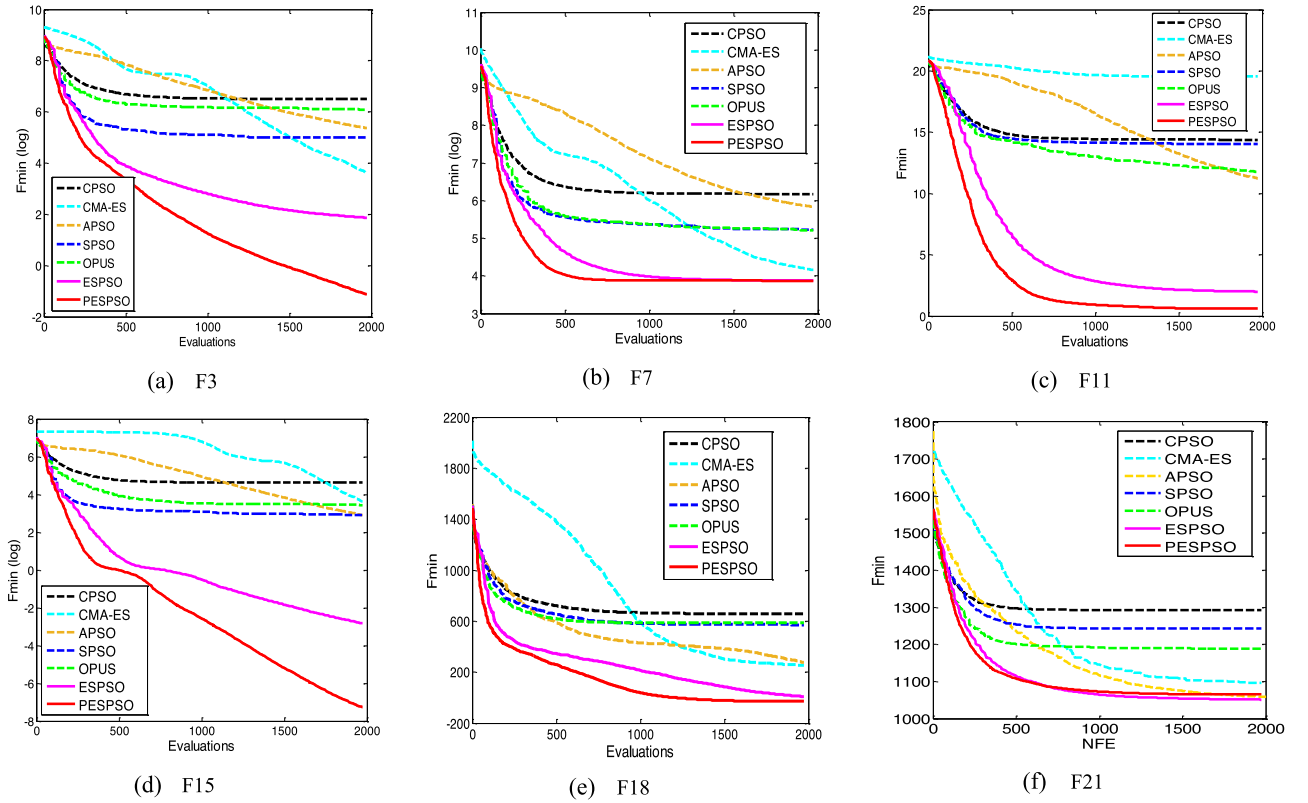 10
8
6
4
2
0
-2
Fmin (log)
CPSO
CMA-ES
APSO
SPSO
OPUS
ESPSO
PESPSO
0 500 1000 1500 2000
Evaluations
(a) F3
10
9
8
7
6
5
4
3
Fmin (log)
CPSO
CMA-ES
APSO
SPSO
OPUS
ESPSO
PESPSO
0 500 1000 1500 2000
Evaluations
(b) F7
25
20
15
10
5
0
Fmin
CPSO
CMA-ES
APSO
SPSO
OPUS
ESPSO
PESPSO
0 500 1000 1500 2000
Evaluations
(c) F11
8
6
4
2
0
-2
-4
-6
-8
Fmin (log)
CPSO
CMA-ES
APSO
SPSO
OPUS
ESPSO
PESPSO
0 500 1000 1500 2000
Evaluations
(d) F15
2200
1800
1400
1000
600
200
-200
Fmin
CPSO
CMA-ES
APSO
SPSO
OPUS
ESPSO
PESPSO
0 500 1000 1500 2000
Evaluations
(e) F18
1800
1700
1600
1500
1400
1300
1200
1100
1000
Fmin
CPSO
CMA-ES
APSO
SPSO
OPUS
ESPSO
PESPSO
0 500 1000 1500 2000
NFE
(f) F21